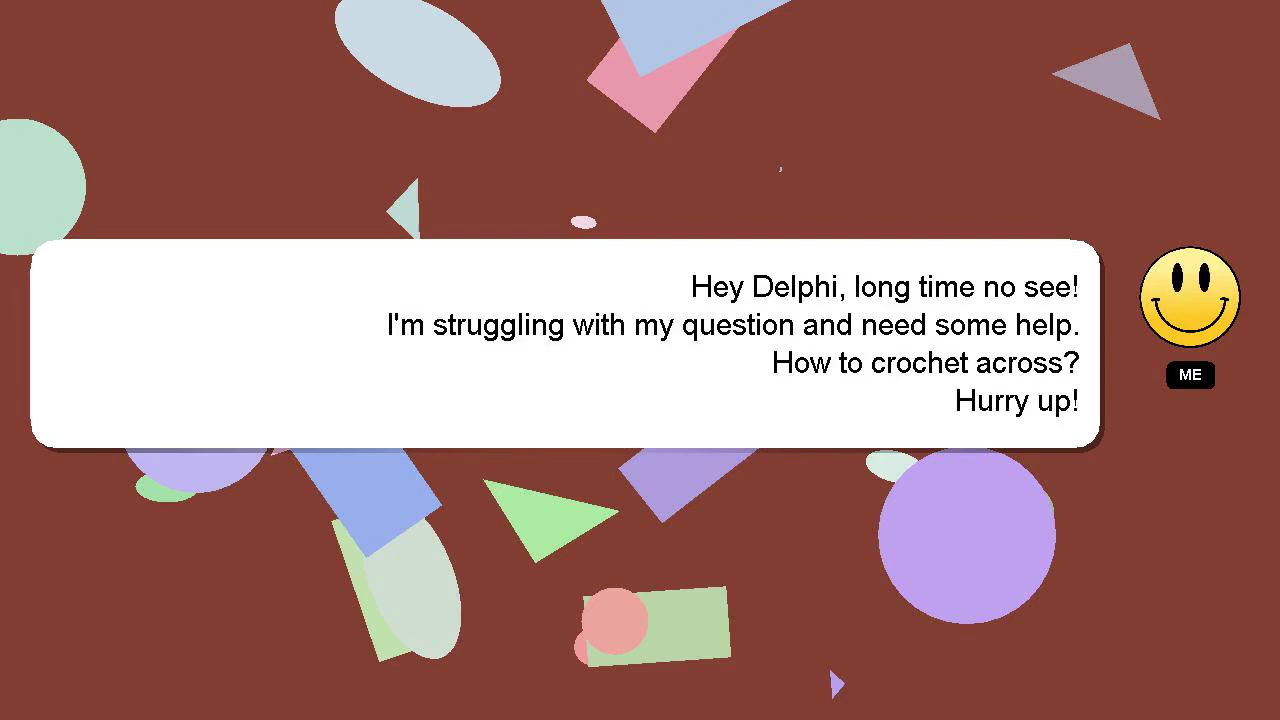 Hey Delphi, long time no see!
I'm struggling with my question and need some help.
How to crochet across?
Hurry up!
ME